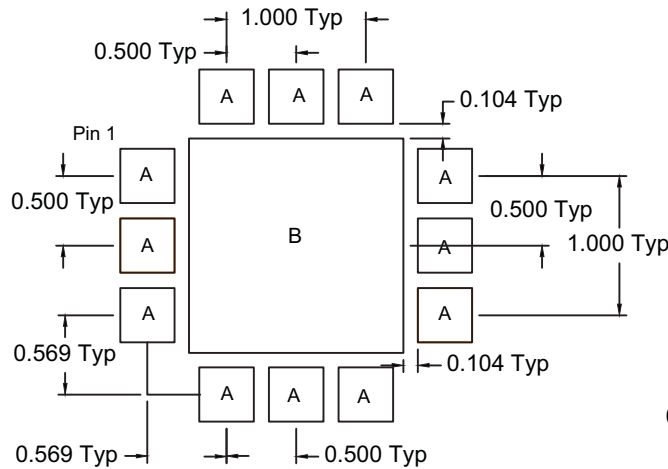 1.000 Typ
0.500 Typ
A A A
0.104 Typ
Pin 1
A A
0.500 Typ 0.500 Typ
B
A A
1.000 Typ
A A
0.569 Typ
0.104 Typ
A A A
0.569 Typ 0.500 Typ